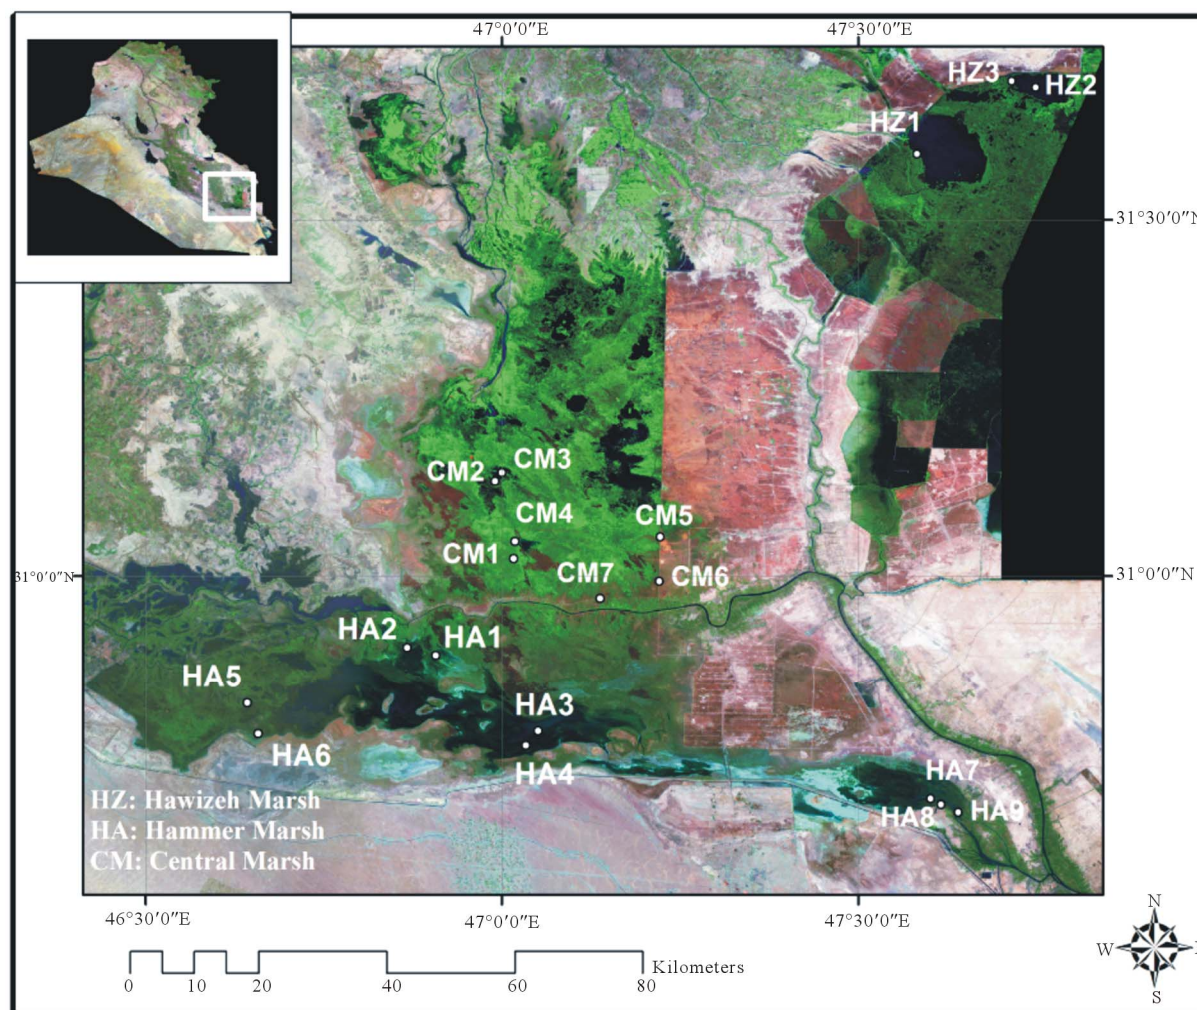 47°0′0″E
47°30′0″E
HZ3
HZ2
HZ1
31°30′0″N
CM3
CM2
CM4
CM5
CM1
CM7
CM6
31°0′0″N
31°0′0″N
HA2
HA1
HA5
HA3
HA6
HA4
HA7
HA8
HA9
HZ: Hawizeh Marsh
HA: Hammer Marsh
CM: Central Marsh
46°30′0″E
47°0′0″E
47°30′0″E
Kilometers
0 10 20 40 60 80
N
W
S